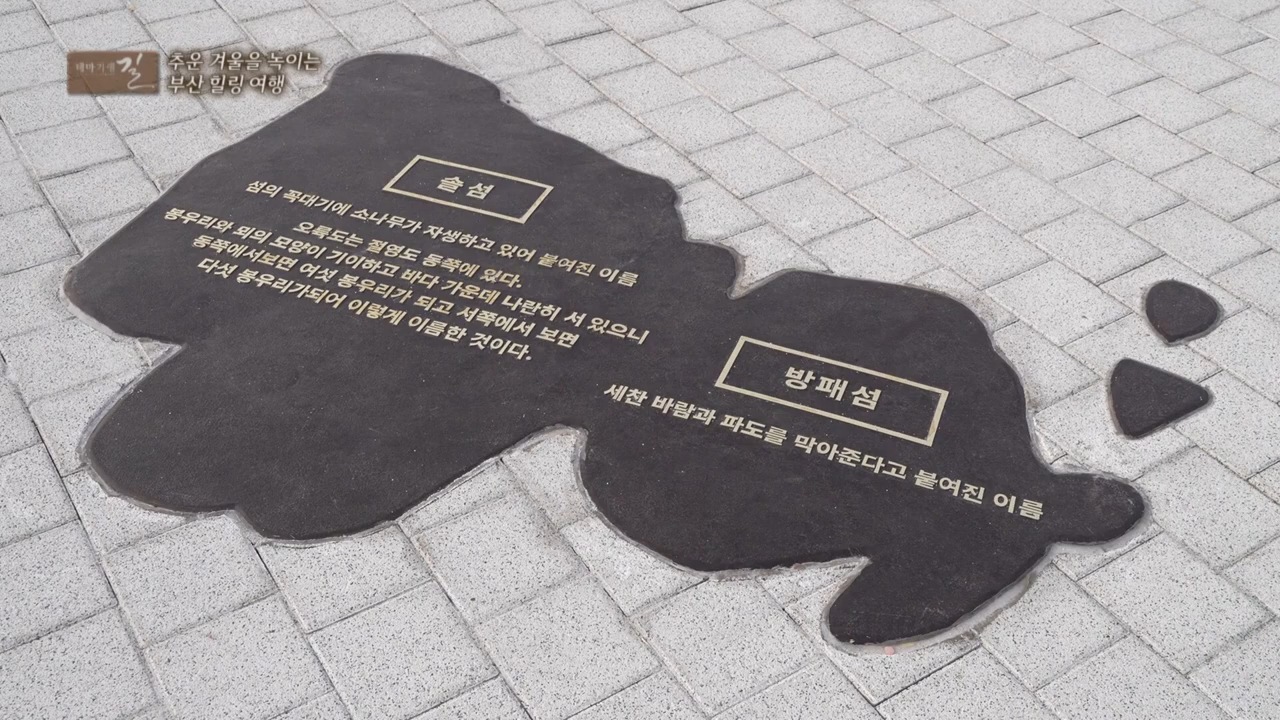 테마기행 길
추운 겨울을 녹이는
부산 힐링 여행
솔섬
섬의 꼭대기에 소나무가 자생하고 있어 붙여진 이름
오륙도는 절영도 동쪽에 있다.
봉우리와 뫼의 모양이 기이하고 바다 가운데 나란히 서 있으니
동쪽에서보면 여섯 봉우리가 되고 서쪽에서 보면
다섯 봉우리가되어 이렇게 이름한 것이다.
방패섬
세찬 바람과 파도를 막아준다고 붙여진 이름